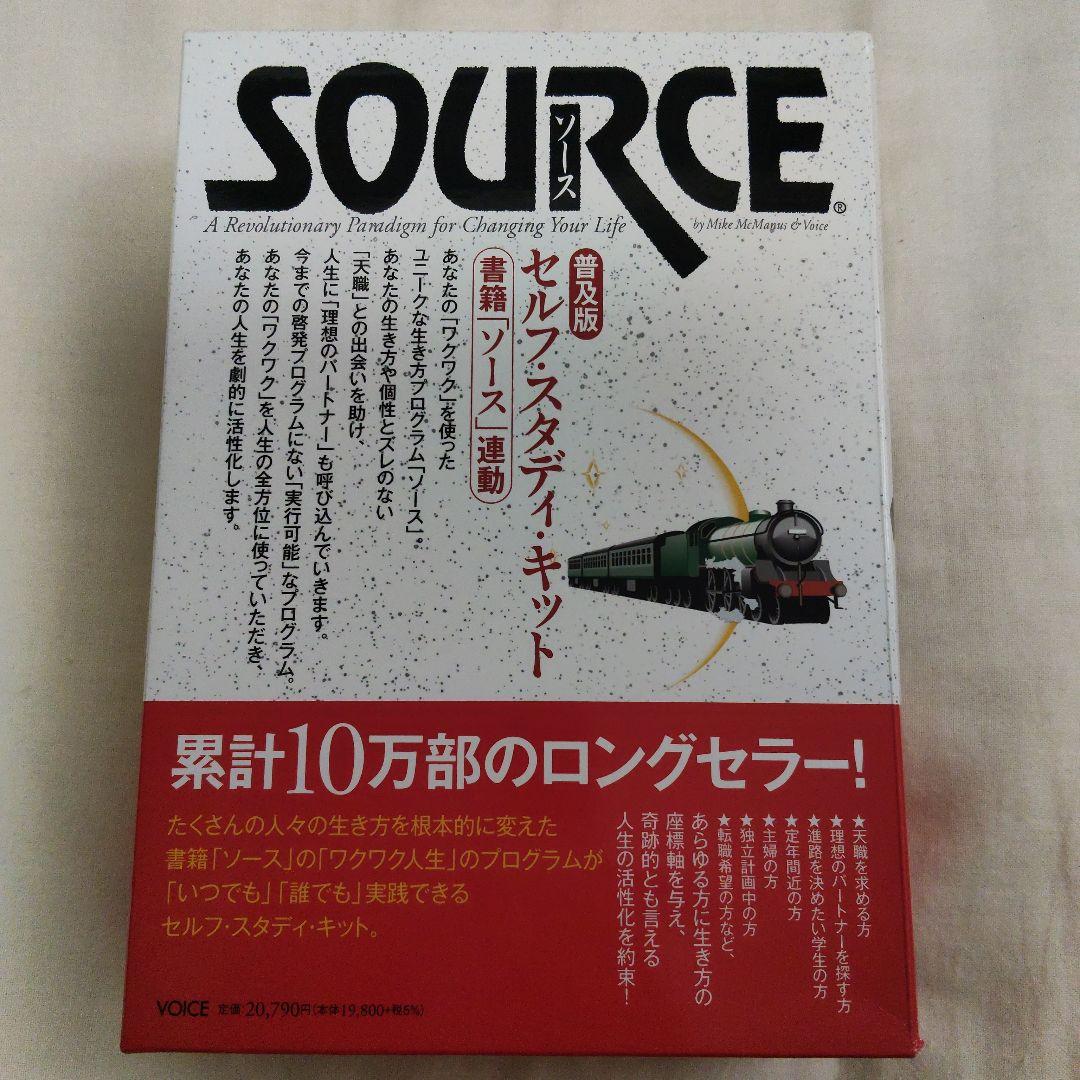 SOURCE
ソース
®
A Revolutionary Paradigm for Changing Your Life
by Mike McManus & Voice
普及版
セルフ・スタディ・キット
書籍「ソース」連動
あなたの「ワクワク」を使った
ユニークな生き方プログラム「ソース」。
あなたの生き方や個性とズレのない
「天職」との出会いを助け、
人生に「理想のパートナー」も呼び込んでいきます。
今までの啓発プログラムにない「実行可能」なプログラム。
あなたの「ワクワク」を人生の全方位に使っていただき、
あなたの人生を劇的に活性化します。
累計10万部のロングセラー!
たくさんの人々の生き方を根本的に変えた
書籍「ソース」の「ワクワク人生」のプログラムが
「いつでも」「誰でも」実践できる
セルフ・スタディ・キット。
★天職を求める方
★理想のパートナーを探す方
★進路を決めたい学生の方
★定年間近の方
★主婦の方
★独立計画中の方
★転職希望の方など、
あらゆる方に生き方の
座標軸を与え、
奇跡的とも言える
人生の活性化を約束!
VOICE 定価:20,790円(本体19,800+税5%)